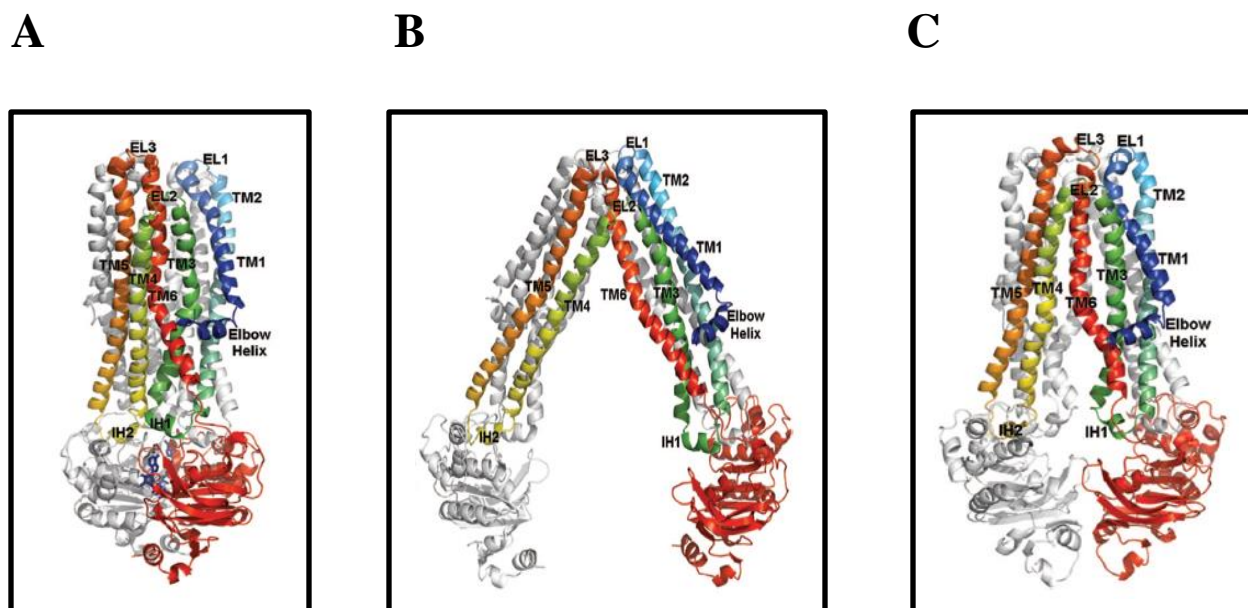 A
B
C
EL3
EL1
EL2
TM2
TM5
TM4
TM3
TM1
TM6
Elbow
Helix
IH2
IH1
EL3
EL1
TM2
EL2
TM1
TM5
TM4
TM6
TM3
Elbow
Helix
IH2
IH1
EL3
EL1
EL2
TM2
TM1
TM3
TM5
TM4
TM6
Elbow
Helix
IH2
IH1